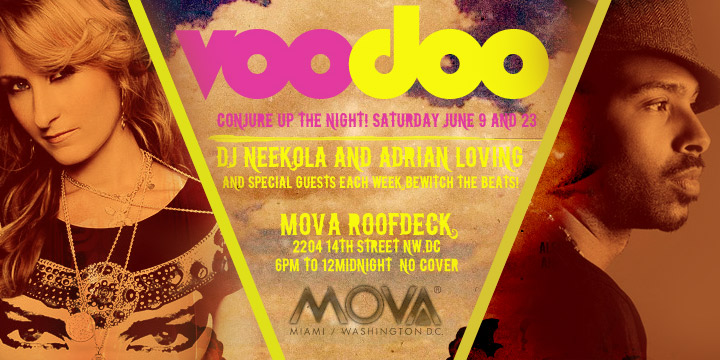 voodoo
CONJURE UP THE NIGHT! SATURDAY JUNE 9 AND 23
DJ NEEKOLA AND ADRIAN LOVING
AND SPECIAL GUESTS EACH WEEK,BEWITCH THE BEATS!
MOVA ROOFDECK
2204 14TH STREET NW.DC
6PM TO 12MIDNIGHT NO COVER
MOVA®
MIAMI / WASHINGTON D.C.